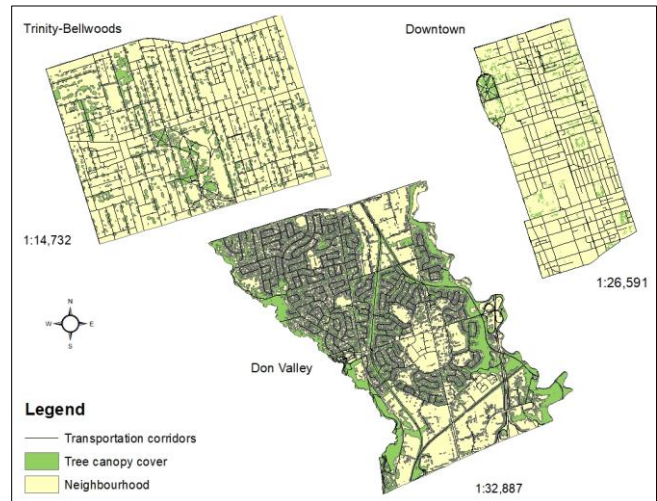 Trinity-Bellwoods
Downtown
1:14,732
1:26,591
N
W E
S
Don Valley
Legend
Transportation corridors
Tree canopy cover
Neighbourhood
1:32,887